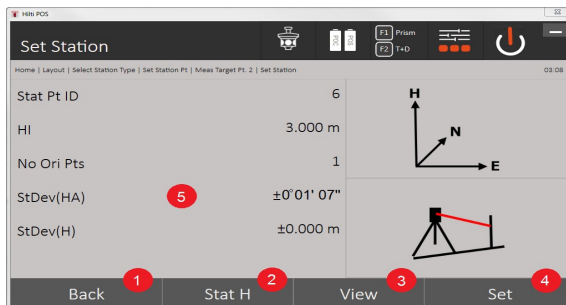 Hilti POS
Set Station
POC POS
F1 Prism
F2 T+D
Home | Layout | Select Station Type | Set Station Pt | Meas Target Pt. 2 | Set Station 03:08
Stat Pt ID 6
HI 3.000 m
No Ori Pts 1
StDev(HA) 5 ±0°01' 07"
StDev(H) ±0.000 m
H
N
E
1 2 3 4
Back Stat H View Set